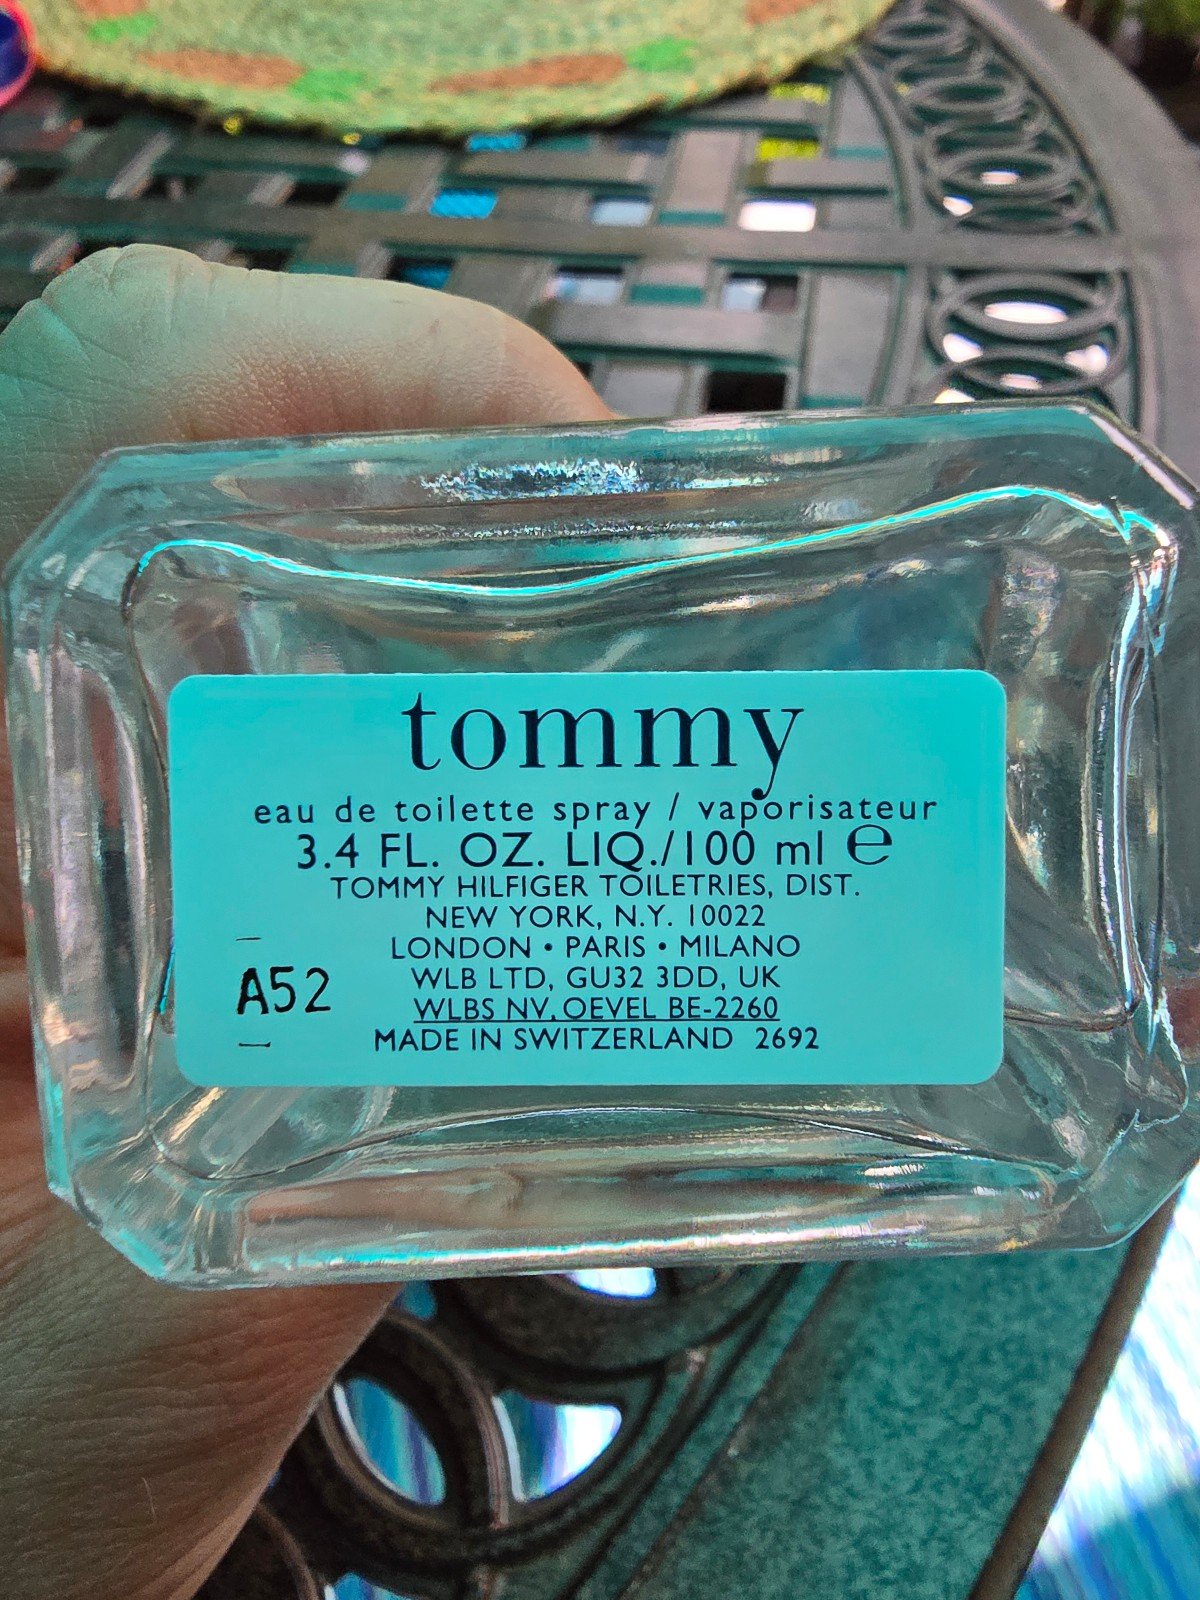 tommy
eau de toilette spray / vaporisateur
3.4 FL. OZ. LIQ./100 ml ℮
TOMMY HILFIGER TOILETRIES, DIST.
NEW YORK, N.Y. 10022
LONDON • PARIS • MILANO
WLB LTD, GU32 3DD, UK
WLBS NV, OEVEL BE-2260
MADE IN SWITZERLAND 2692
A52